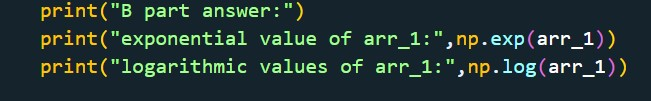 print("B part answer:")
print("exponential value of arr_1:",np.exp(arr_1))
print("logarithmic values of arr_1:",np.log(arr_1))